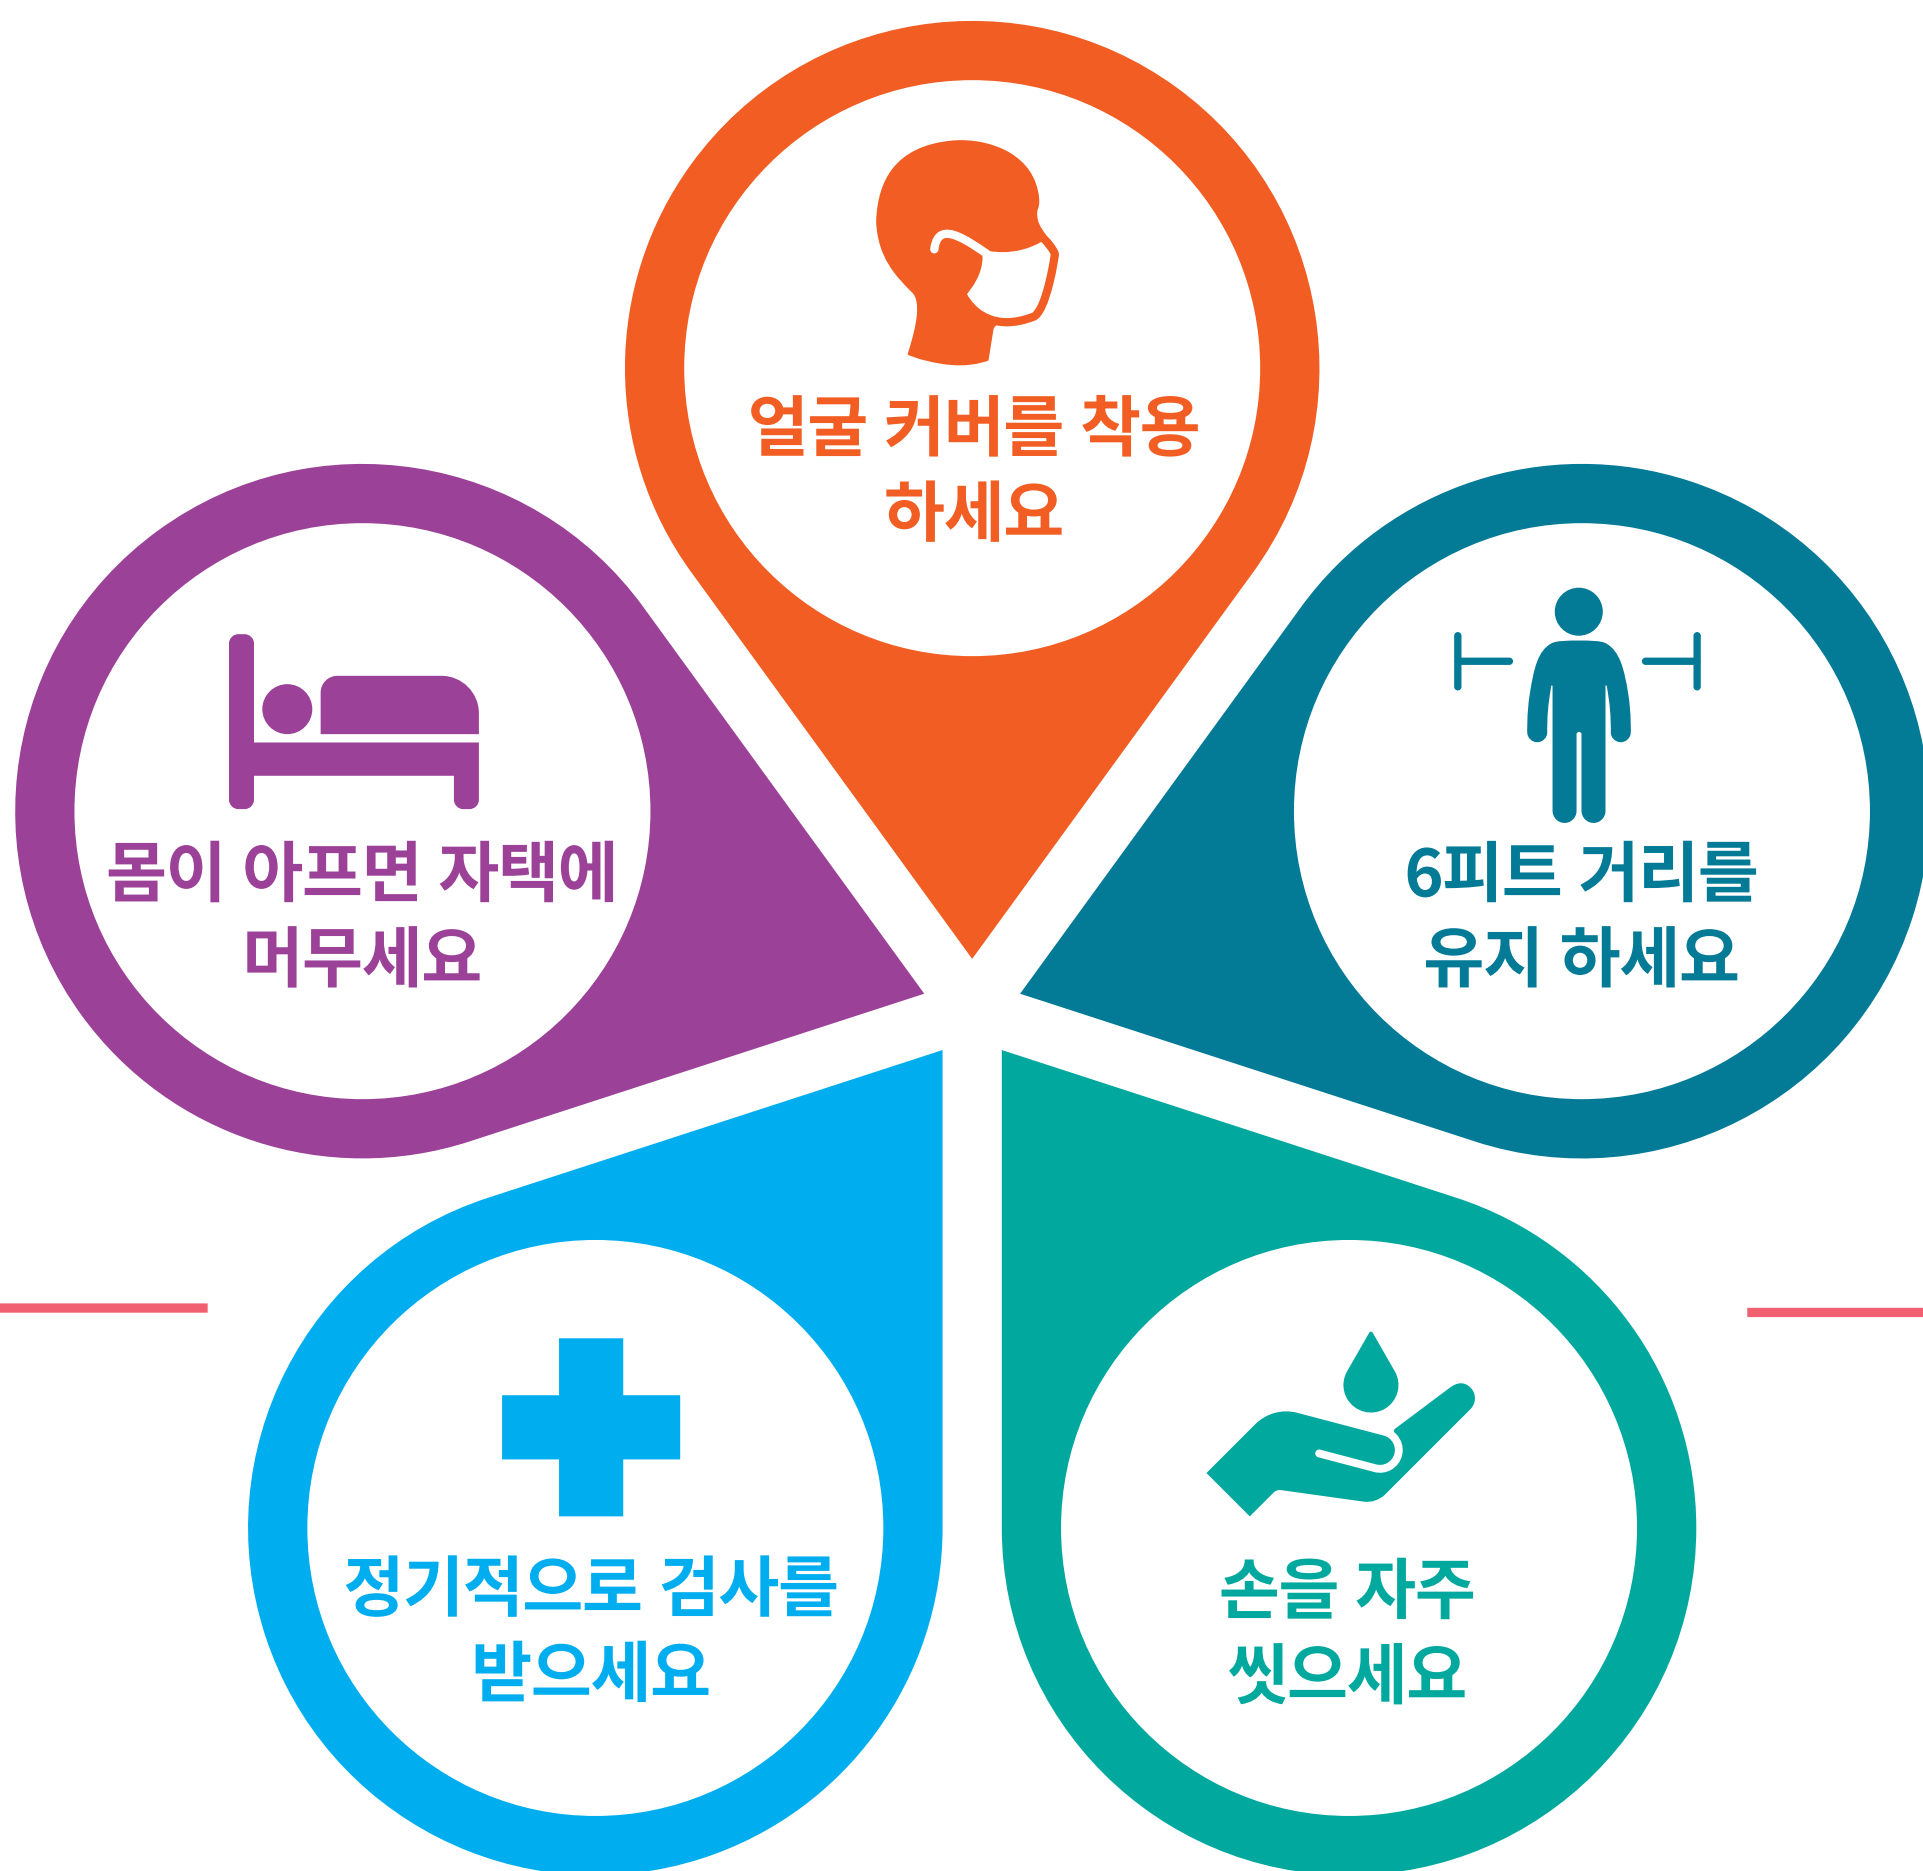 얼굴 커버를 착용
하세요
몸이 아프면 자택에
머뮤세요
6피트 거리를
유지 하세요
정기적으로 검사를
받으세요
손을 자주
씻으세요